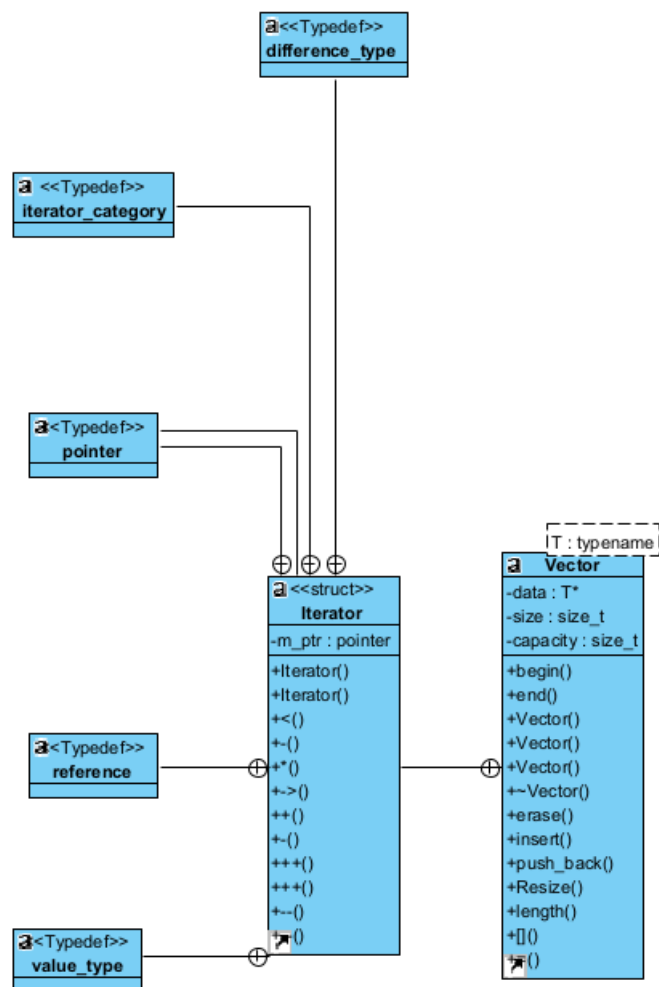 a<<Typedef>>
difference_type
a <<Typedef>>
iterator_category
a<Typedef>>
pointer
T : typename
a <<struct>>
Iterator
-m_ptr : pointer
+Iterator()
+Iterator()
+<()
+-()
+*()
+->()
++()
+-()
+++()
+++()
+--()
()
a Vector
-data : T*
-size : size_t
-capacity : size_t
+begin()
+end()
+Vector()
+Vector()
+Vector()
+~Vector()
+erase()
+insert()
+push_back()
+Resize()
+length()
+[]()
()
a<Typedef>>
reference
a<Typedef>>
value_type